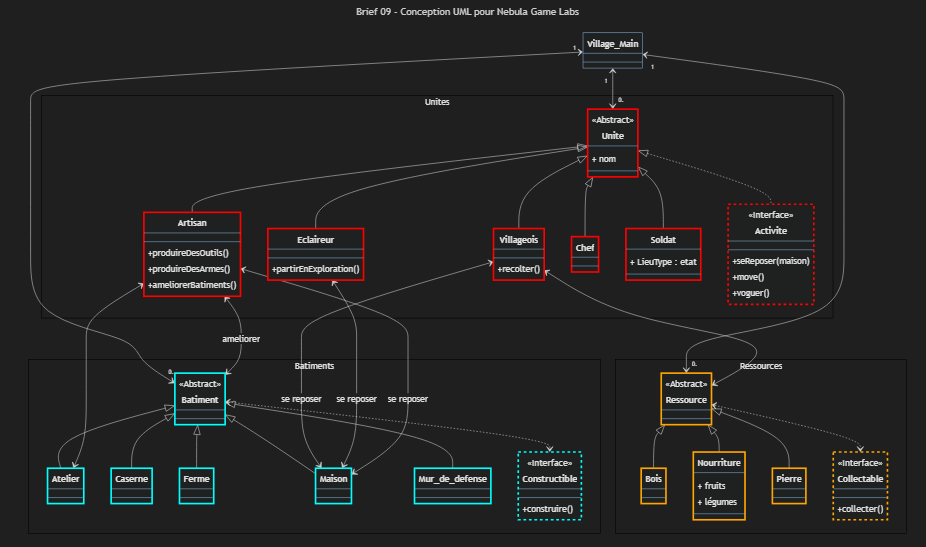 Brief 09 - Conception UML pour Nebula Game Labs
Village_Main
1
1
1
0.
Unites
«Abstract»
Unite
+ nom
Artisan
+produireDesOutils()
+produireDesArmes()
+ameliorerBatiments()
Eclaireur
+partirEnExploration()
Villageois
+recolter()
Chef
Soldat
+ LieuType : etat
«Interface»
Activite
+seReposer(maison)
+move()
+voguer()
ameliorer
Batiments
0.
«Abstract»
Batiment
se reposer
se reposer
se reposer
Atelier
Caserne
Ferme
Maison
Mur_de_defense
«Interface»
Constructible
+construire()
Ressources
0.
«Abstract»
Ressource
Bois
Nourriture
+ fruits
+ légumes
Pierre
«Interface»
Collectable
+collecter()